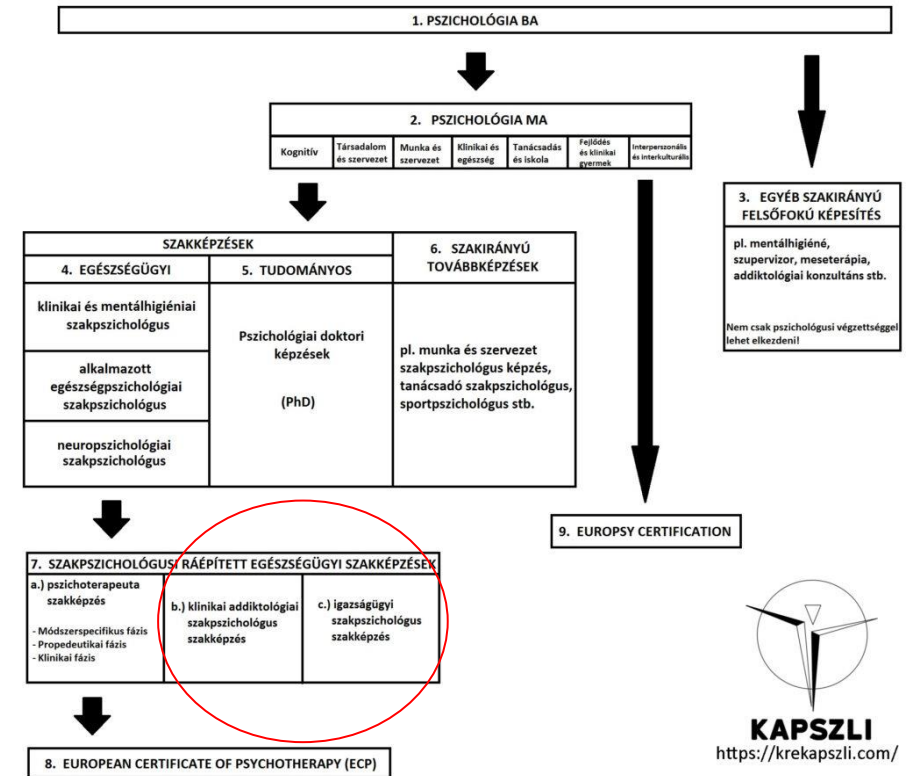 1. PSZICHOLÓGIA BA
2. PSZICHOLÓGIA MA
Kognitív
Társadalom
és szervezet
Munka és
szervezet
Klinikai és
egészség
Tanácsadás
és iskola
Fejlődés
és klinikai
gyermek
Interperszonális
és interkulturális
3. EGYÉB SZAKIRÁNYÚ
FELSŐFOKÚ KÉPESÍTÉS
pl. mentálhigiéné,
szupervizor, meseterápia,
addiktológiai konzultáns stb.
Nem csak pszichológusi végzettséggel
lehet elkezdeni!
SZAKKÉPZÉSEK
4. EGÉSZSÉGÜGYI
klinikai és mentálhigiéniai
szakpszichológus
alkalmazott
egészségpszichológiai
szakpszichológus
neuropszichológiai
szakpszichológus
5. TUDOMÁNYOS
Pszichológiai doktori
képzések
(PhD)
6. SZAKIRÁNYÚ
TOVÁBBKÉPZÉSEK
pl. munka és szervezet
szakpszichológus képzés,
tanácsadó szakpszichológus,
sportpszichológus stb.
9. EUROPSY CERTIFICATION
7. SZAKPSZICHOLÓGUSI RÁÉPÍTETT EGÉSZSÉGÜGYI SZAKKÉPZÉSEK
a.) pszichoterapeuta
szakképzés
- Módszerspecifikus fázis
- Propedeutikai fázis
- Klinikai fázis
b.) klinikai addiktológiai
szakpszichológus
szakképzés
c.) igazságügyi
szakpszichológus
szakképzés
8. EUROPEAN CERTIFICATE OF PSYCHOTHERAPY (ECP)
KAPSZLI
https://krekapszli.com/